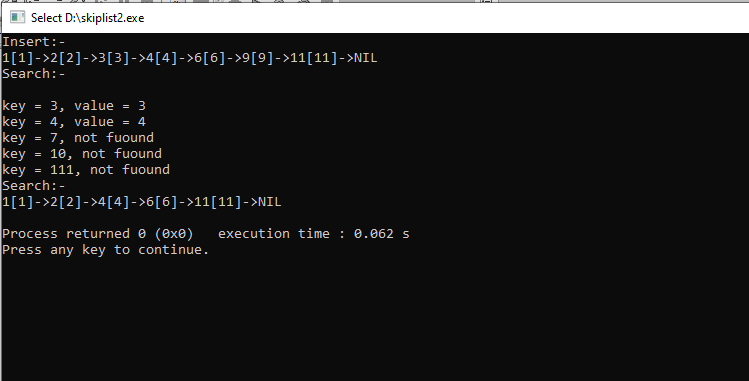 Select D:\skiplist2.exe
Insert:-
1[1]->2[2]->3[3]->4[4]->6[6]->9[9]->11[11]->NIL
Search:-
key = 3, value = 3
key = 4, value = 4
key = 7, not fuound
key = 10, not fuound
key = 111, not fuound
Search:-
1[1]->2[2]->4[4]->6[6]->11[11]->NIL
Process returned 0 (0x0)   execution time : 0.062 s
Press any key to continue.